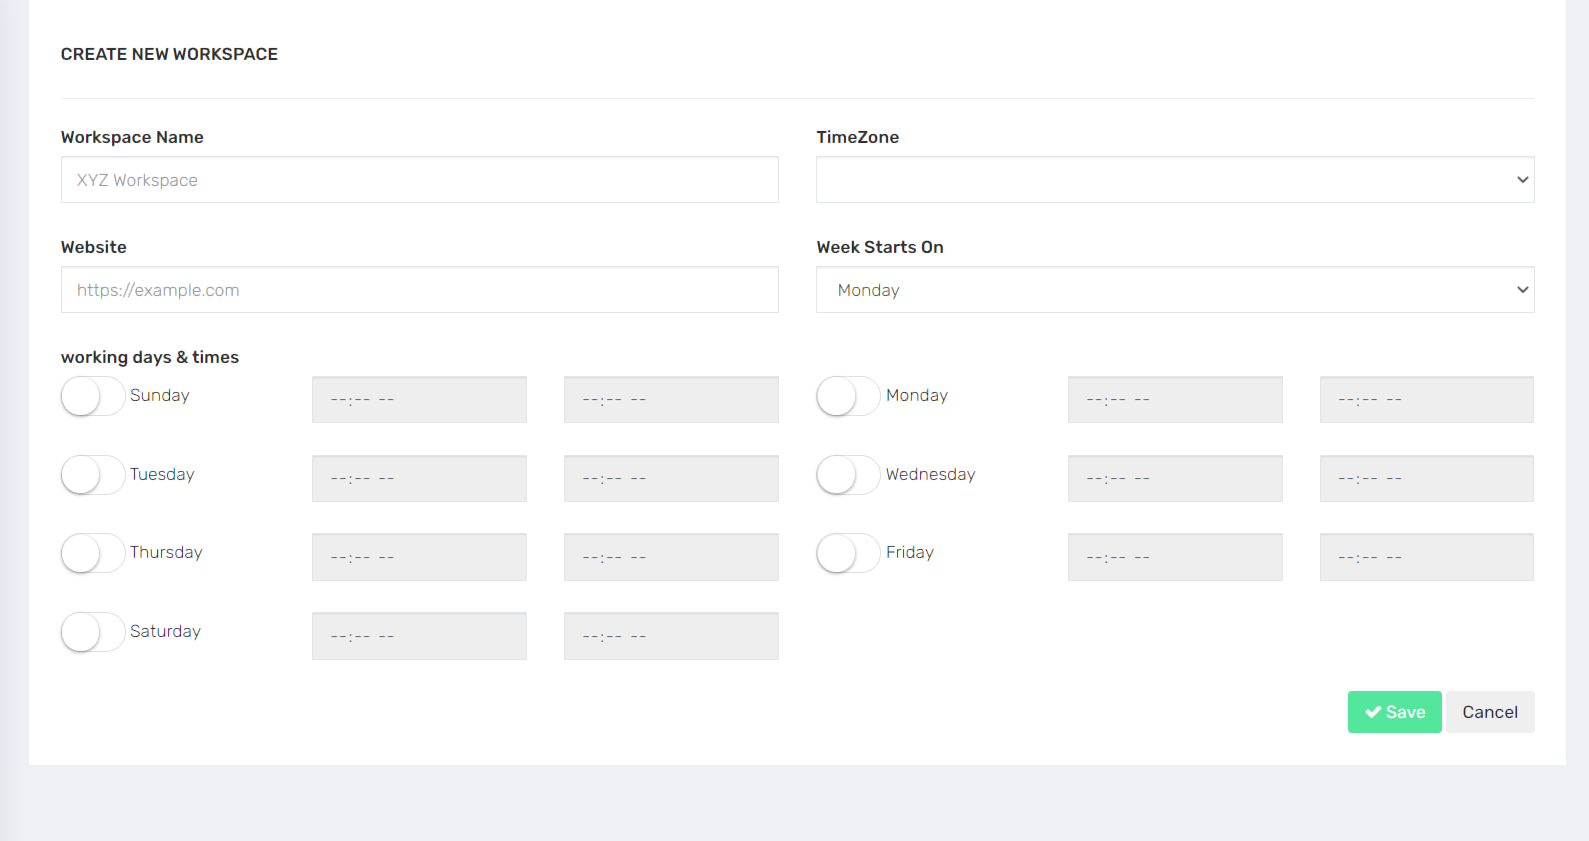 CREATE NEW WORKSPACE
Workspace Name
TimeZone
XYZ Workspace
Website
Week Starts On
https://example.com
Monday
working days & times
Sunday --:-- -- --:-- -- Monday --:-- -- --:-- --
Tuesday --:-- -- --:-- -- Wednesday --:-- -- --:-- --
Thursday --:-- -- --:-- -- Friday --:-- -- --:-- --
Saturday --:-- -- --:-- --
Save Cancel